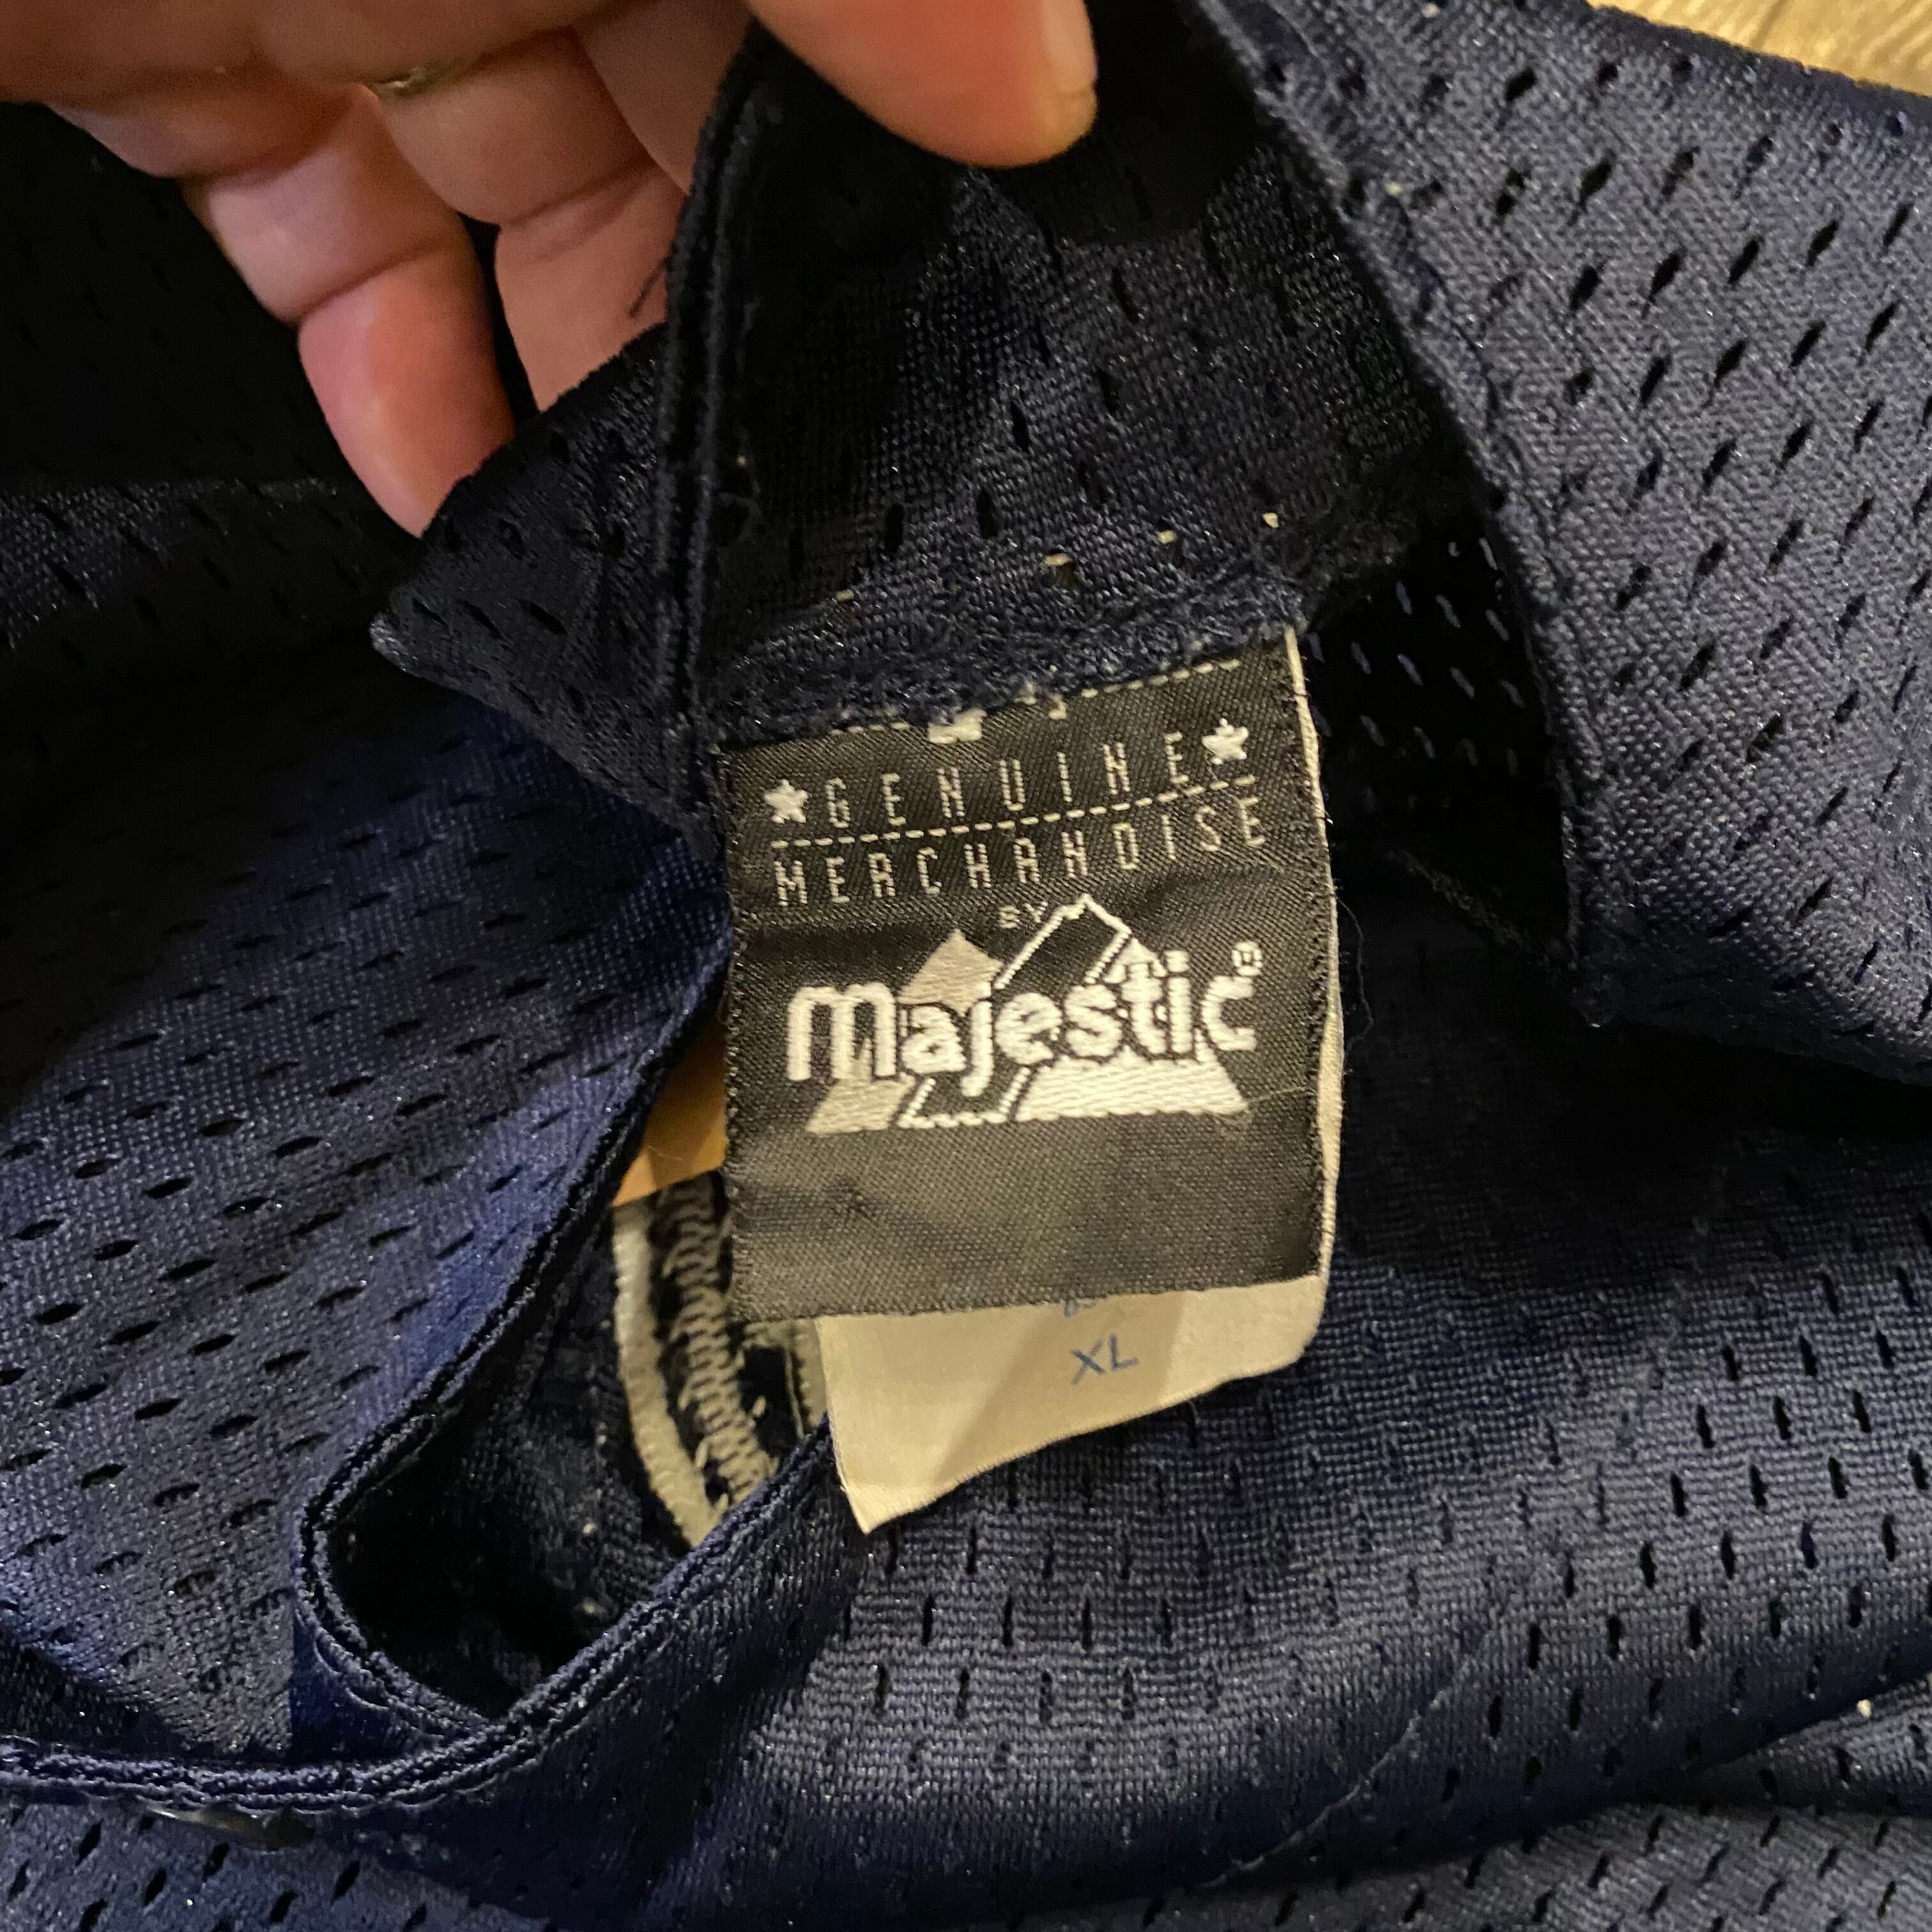 GENUINE
MERCHANDISE
BY
Majestic®
XL